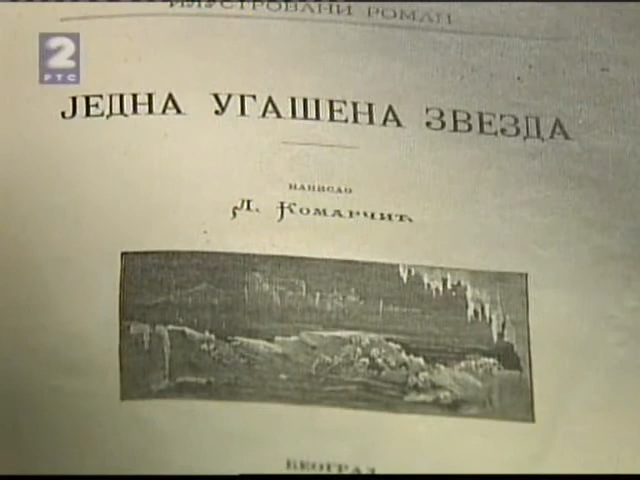 ИЛУСТРОВАНИ РОМАН
2
РТС
ЈЕДНА УГАШЕНА ЗВЕЗДА
НАПИСАО
Л. Комарчић
БЕОГРАД